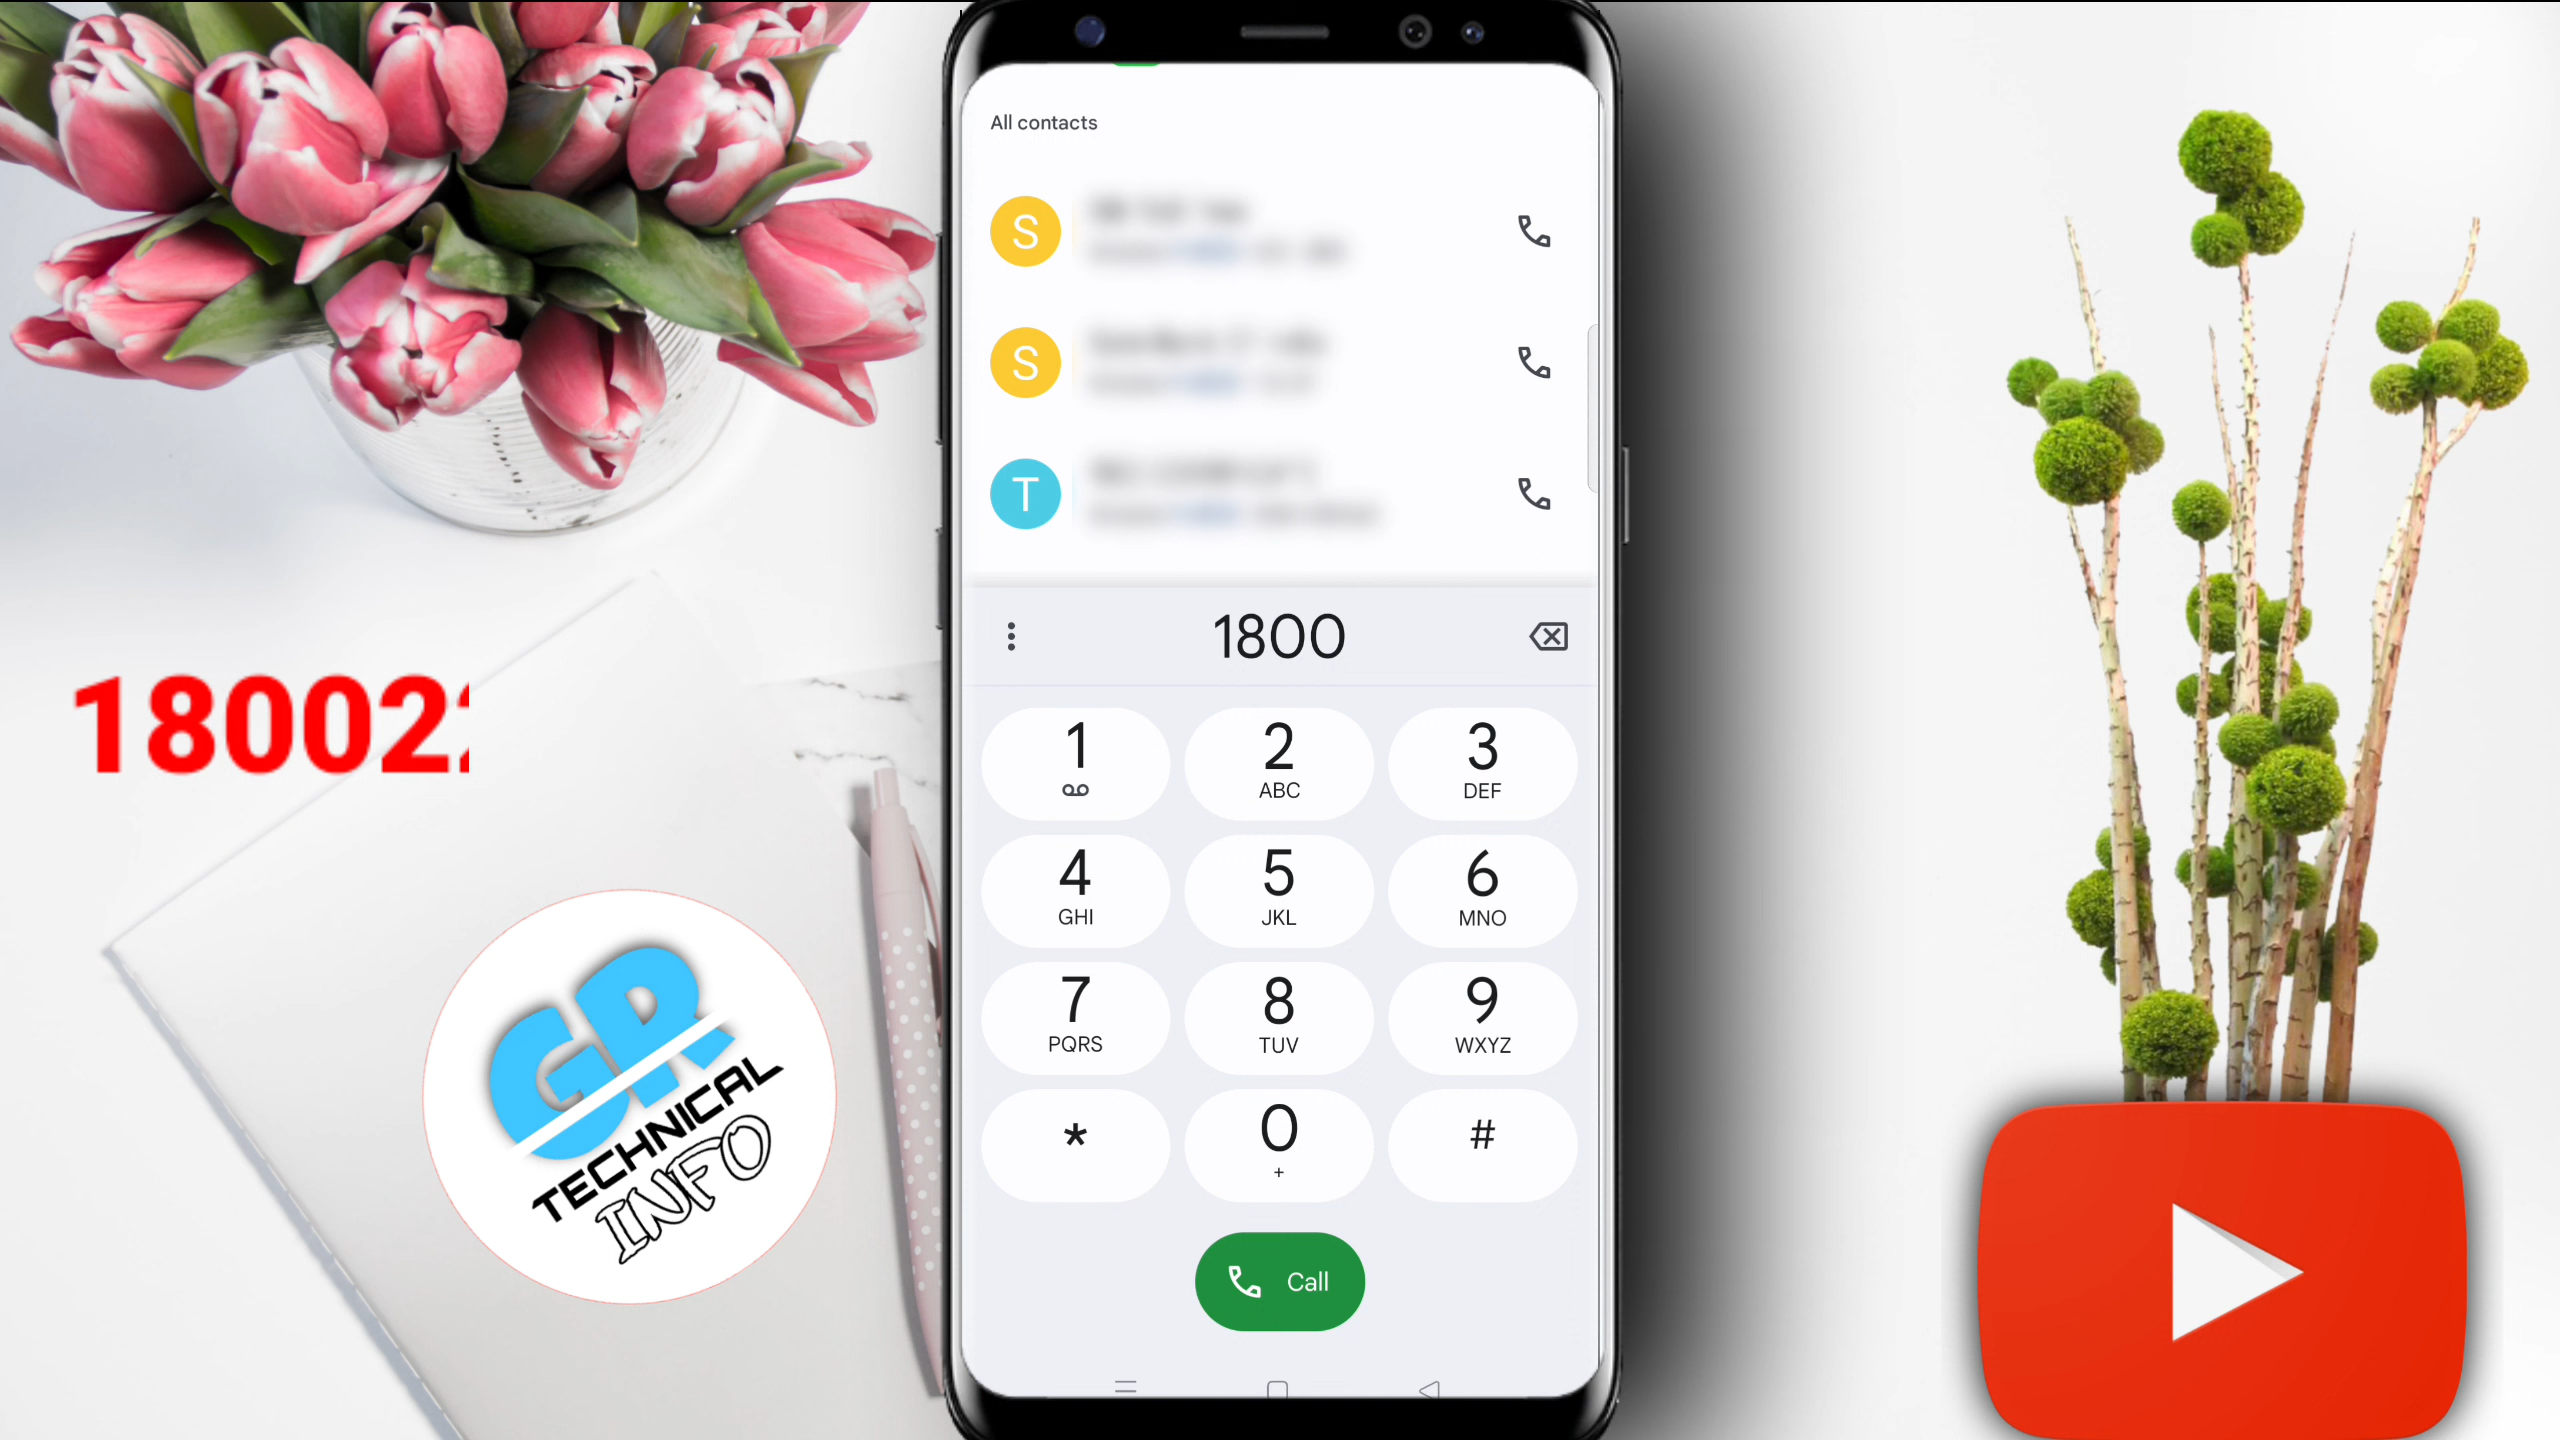 All contacts
S
S
T
1800
1
2
ABC
3
DEF
4
GHI
5
JKL
6
MNO
7
PQRS
8
TUV
9
WXYZ
*
0
+
#
Call
18002
GR
TECHNICAL
INFO